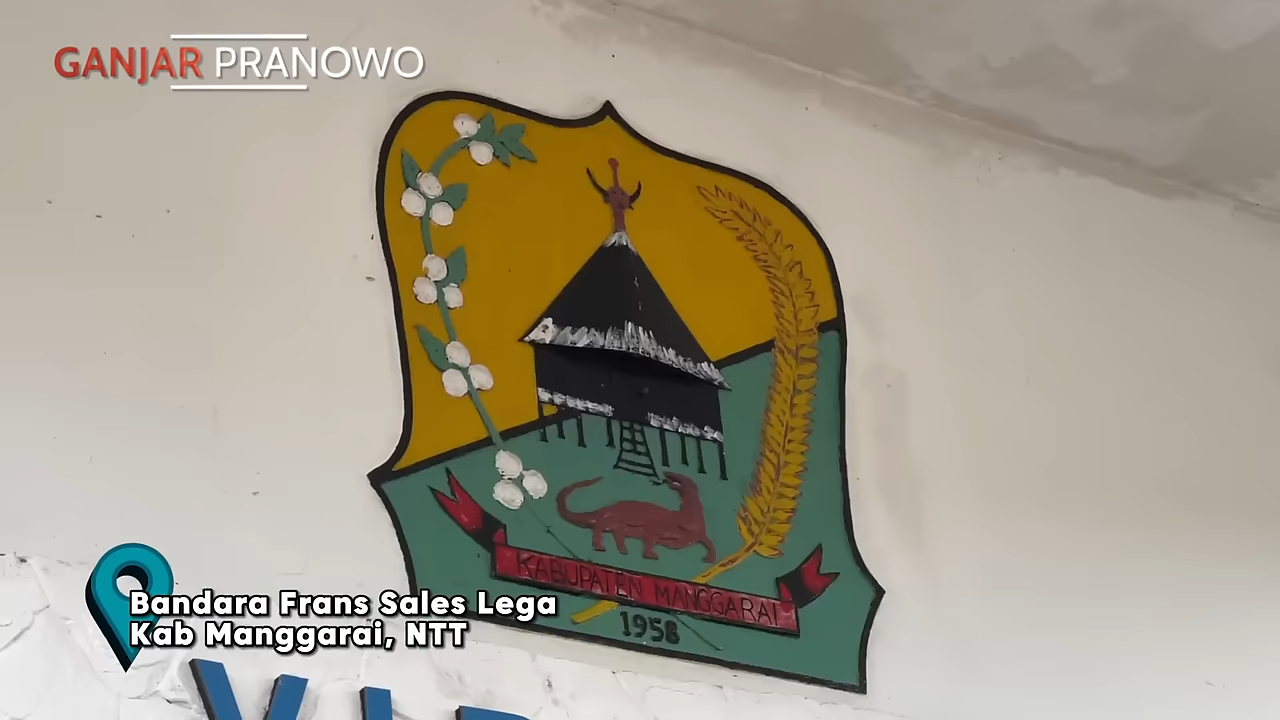 GANJAR PRANOWO
KABUPATEN MANGGARAI
1958
Bandara Frans Sales Lega
Kab Manggarai, NTT